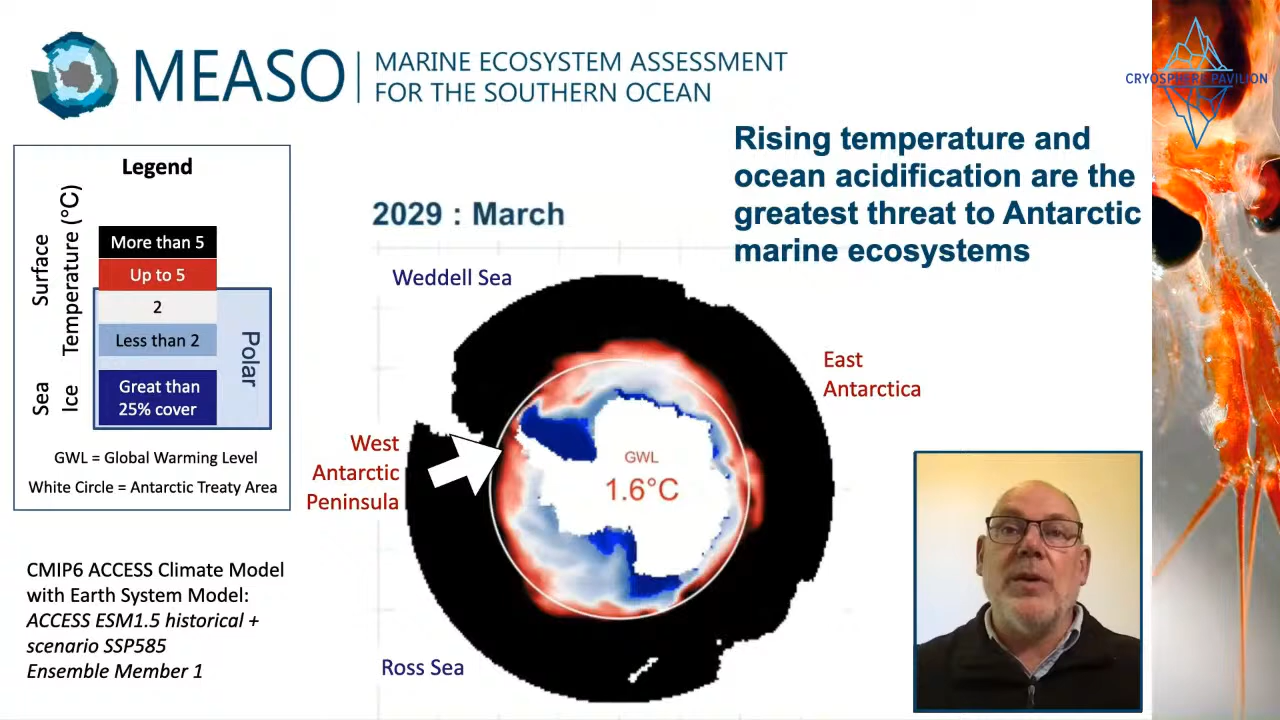 MEASO
MARINE ECOSYSTEM ASSESSMENT
FOR THE SOUTHERN OCEAN
CRYOSPHERE PAVILION
Rising temperature and
ocean acidification are the
greatest threat to Antarctic
marine ecosystems
Legend
Surface
Temperature (°C)
More than 5
Up to 5
2
Less than 2
Polar
Sea
Ice
Great than
25% cover
GWL = Global Warming Level
White Circle = Antarctic Treaty Area
2029 : March
Weddell Sea
East
Antarctica
West
Antarctic
Peninsula
GWL
1.6°C
Ross Sea
CMIP6 ACCESS Climate Model
with Earth System Model:
ACCESS ESM1.5 historical +
scenario SSP585
Ensemble Member 1